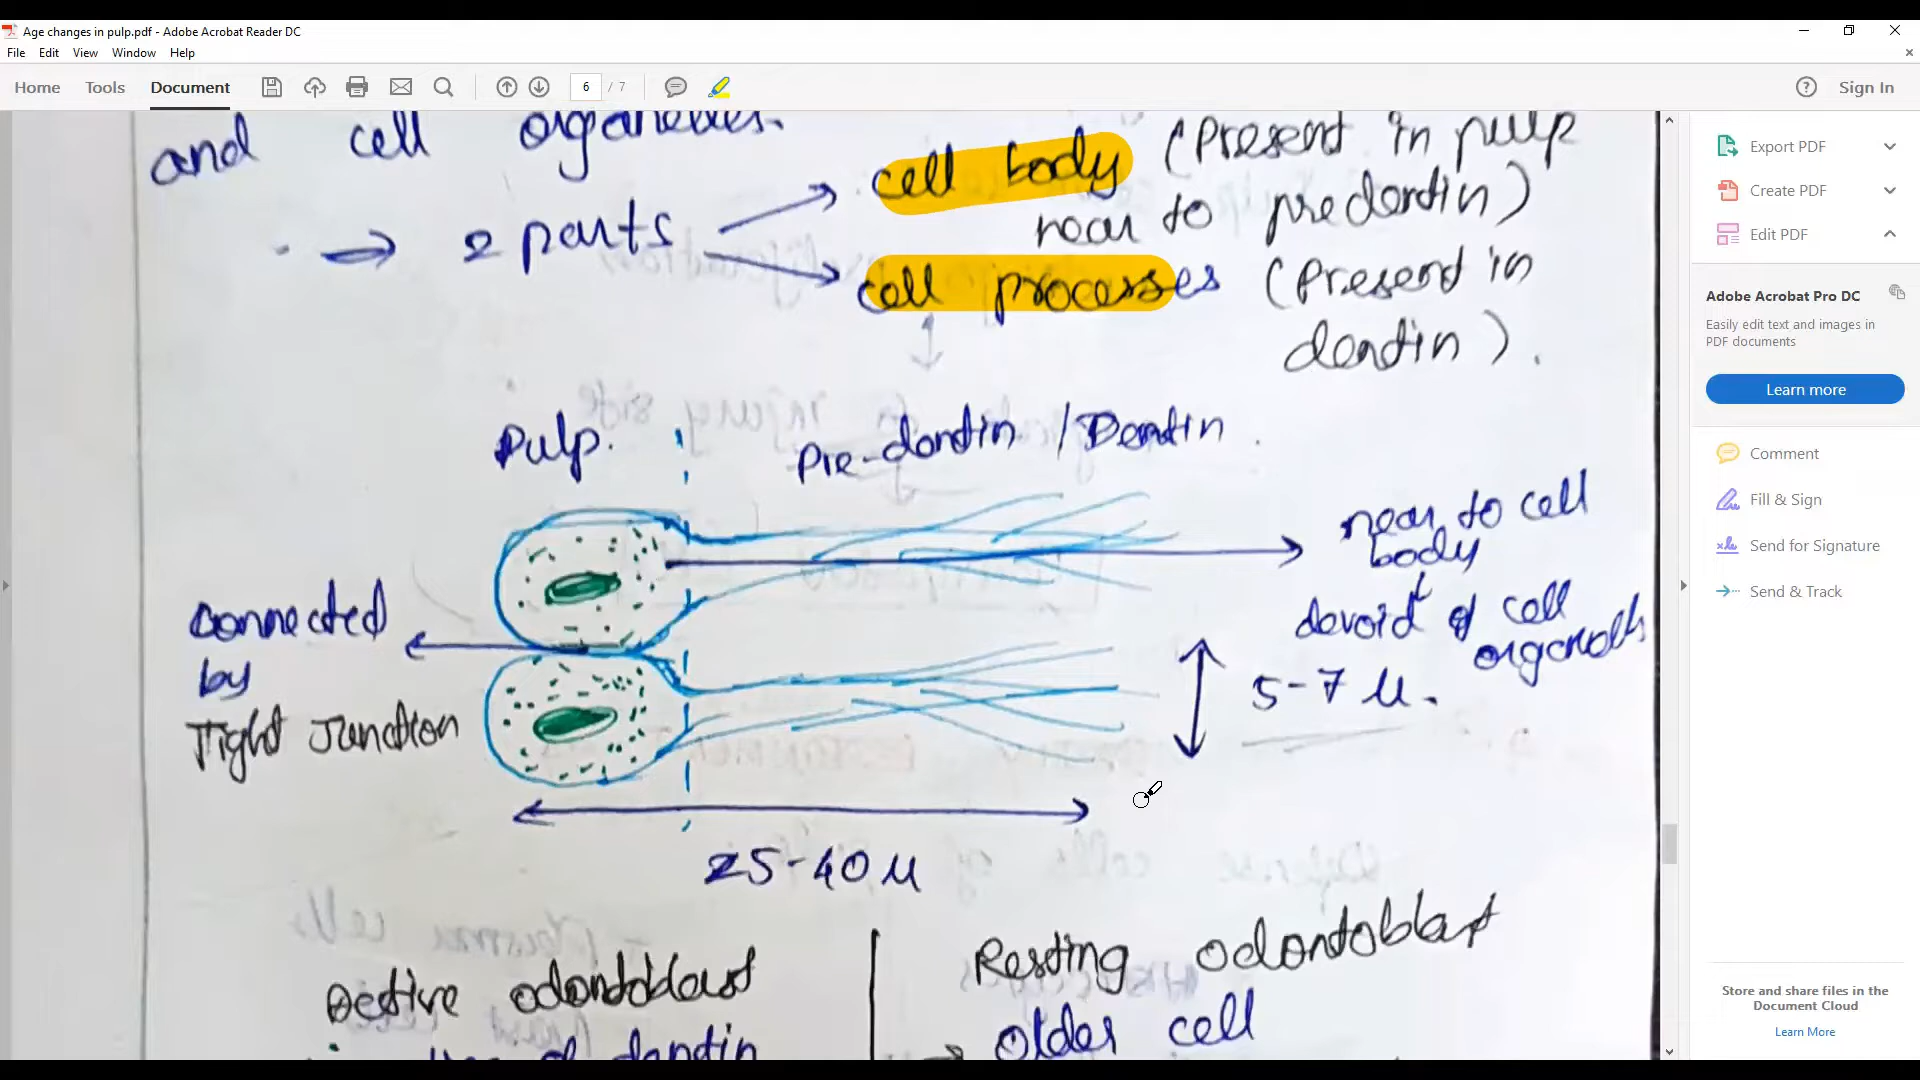 Age changes in pulp.pdf - Adobe Acrobat Reader DC
File Edit View Window Help
Home Tools Document 6 / 7 Sign In
and cell organelles.
→ 2 parts
cell body (Present in pulp
near to predentin)
cell processes (Present in
dentin).
Pulp. Pre-dentin / Dentin
near to cell
body
devoid of cell
organells
5-7 μ.
Connected
by
Tight Junction
25-40 μ
Active odontoblast
Resting odontoblast
older cell
of dentin
Export PDF
Create PDF
Edit PDF
Adobe Acrobat Pro DC
Easily edit text and images in
PDF documents
Learn more
Comment
Fill & Sign
Send for Signature
Send & Track
Store and share files in the
Document Cloud
Learn More